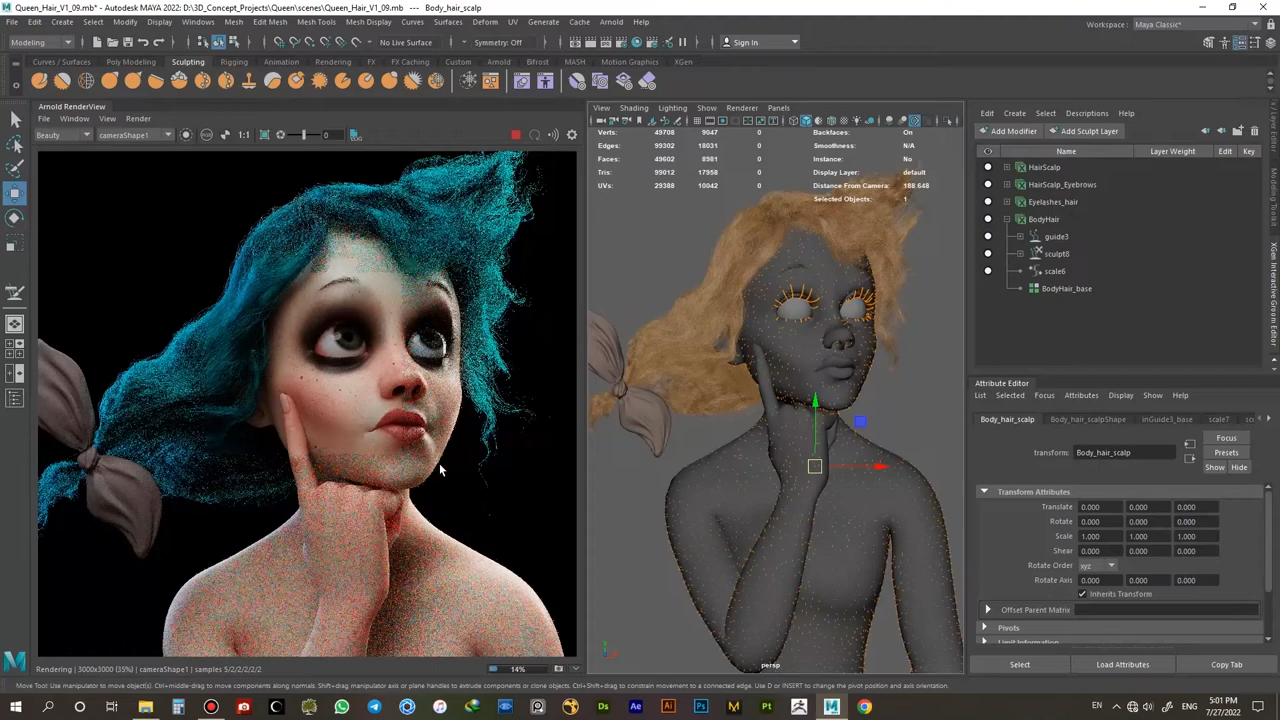 Queen_Hair_V1_09.mb* - Autodesk MAYA 2022: D:\3D_Concept_Projects\Queen\scenes\Queen_Hair_V1_09.mb --- Body_hair_scalp
File Edit Create Select Modify Display Windows Mesh Edit Mesh Mesh Tools Mesh Display Curves Surfaces Deform UV Generate Cache Arnold Help
Workspace: Maya Classic*
Modeling No Live Surface Symmetry: Off Sign In
Curves / Surfaces Poly Modeling Sculpting Rigging Animation Rendering FX FX Caching Custom Arnold Bifrost MASH Motion Graphics XGen
Arnold RenderView
File Window View Render
Beauty cameraShape1 1:1 0
View Shading Lighting Show Renderer Panels
Verts: 49708 9047 0
Edges: 99302 18031 0
Faces: 49602 8981 0
Tris: 99012 17958 0
UVs: 29388 10042 0
Backfaces: On
Smoothness: N/A
Instance: No
Display Layer: default
Distance From Camera: 188.648
Selected Objects: 1
persp
Rendering | 3000x3000 (35%) | cameraShape1 | samples 5/2/2/2/2/2
14%
Edit Create Select Descriptions Help
Add Modifier Add Sculpt Layer
Name Layer Weight Edit Key
HairScalp
HairScalp_Eyebrows
Eyelashes_hair
BodyHair
guide3
sculpt8
scale6
BodyHair_base
XGen Interactive Groom Editor
Attribute Editor
List Selected Focus Attributes Display Show Help
Body_hair_scalp Body_hair_scalpShape inGuide3_base scale7
transform: Body_hair_scalp
Focus
Presets
Show Hide
Transform Attributes
Translate 0.000 0.000 0.000
Rotate 0.000 0.000 0.000
Scale 1.000 1.000 1.000
Shear 0.000 0.000 0.000
Rotate Order xyz
Rotate Axis 0.000 0.000 0.000
Inherits Transform
Offset Parent Matrix
Pivots
Limit Information
Select Load Attributes Copy Tab
Move Tool: Use manipulator to move object(s). Ctrl+middle-drag to move components along normals. Shift+drag manipulator axis or plane handles to extrude components or clone objects. Ctrl+Shift+drag to constrain movement to a connected edge. Use D or INSERT to change the pivot position and axis orientation.
Ds Ae Ai Ps M Pt
EN ENG
5:01 PM
7/27/2022